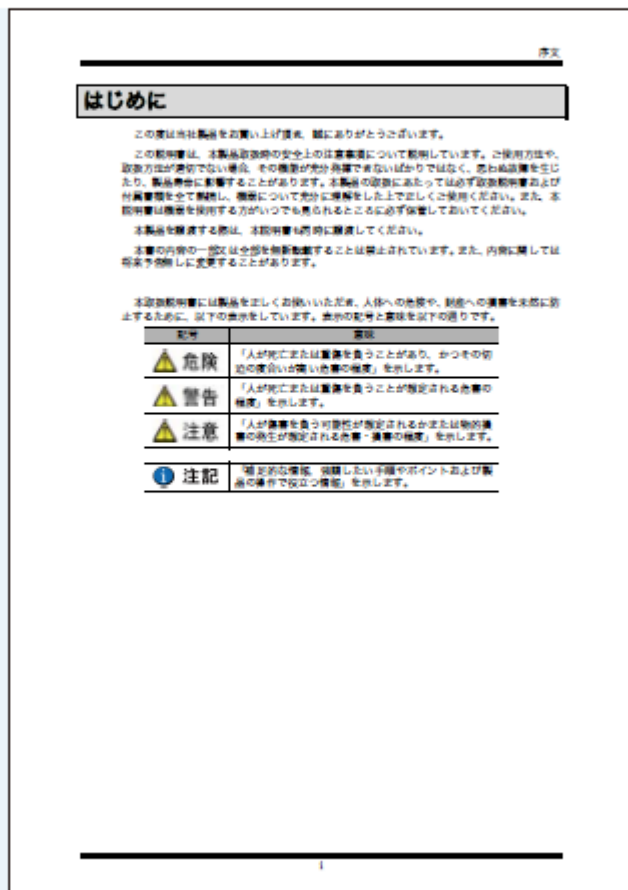 序文
はじめに
この度は当社製品をお買い上げ頂き、誠にありがとうございます。
この説明書は、本製品取扱時の安全上の注意事項について説明しています。ご使用方法や、
取扱方法が適切でない場合、その機能が充分発揮できないばかりではなく、思わぬ故障を生じ
たり、製品寿命に影響することがあります。本製品の取扱にあたっては必ず取扱説明書および
付属書類を全て熟読し、機器について充分に理解をした上で正しくご使用ください。また、本
説明書は機器を使用する方がいつでも見られるところに必ず保管しておいてください。
本製品を譲渡する際は、本説明書も同時に譲渡してください。
本書の内容の一部又は全部を無断転載することは禁止されています。また、内容に関しては
将来予告無しに変更することがあります。
本取扱説明書には製品を正しくお使いいただき、人体への危険や、財産への損害を未然に防
止するために、以下の表示をしています。表示の記号と意味を以下の通りです。
記号 意味
危険 「人が死亡または重傷を負うことがあり、かつその切
迫の度合いが高い危害の程度」を示します。
警告 「人が死亡または重傷を負うことが想定される危害の
程度」を示します。
注意 「人が傷害を負う可能性が想定されるかまたは物的損
害の発生が想定される危害・損害の程度」を示します。
注記 「補足的な情報、強調したい手順やポイントおよび製
品の操作で役立つ情報」を示します。
i